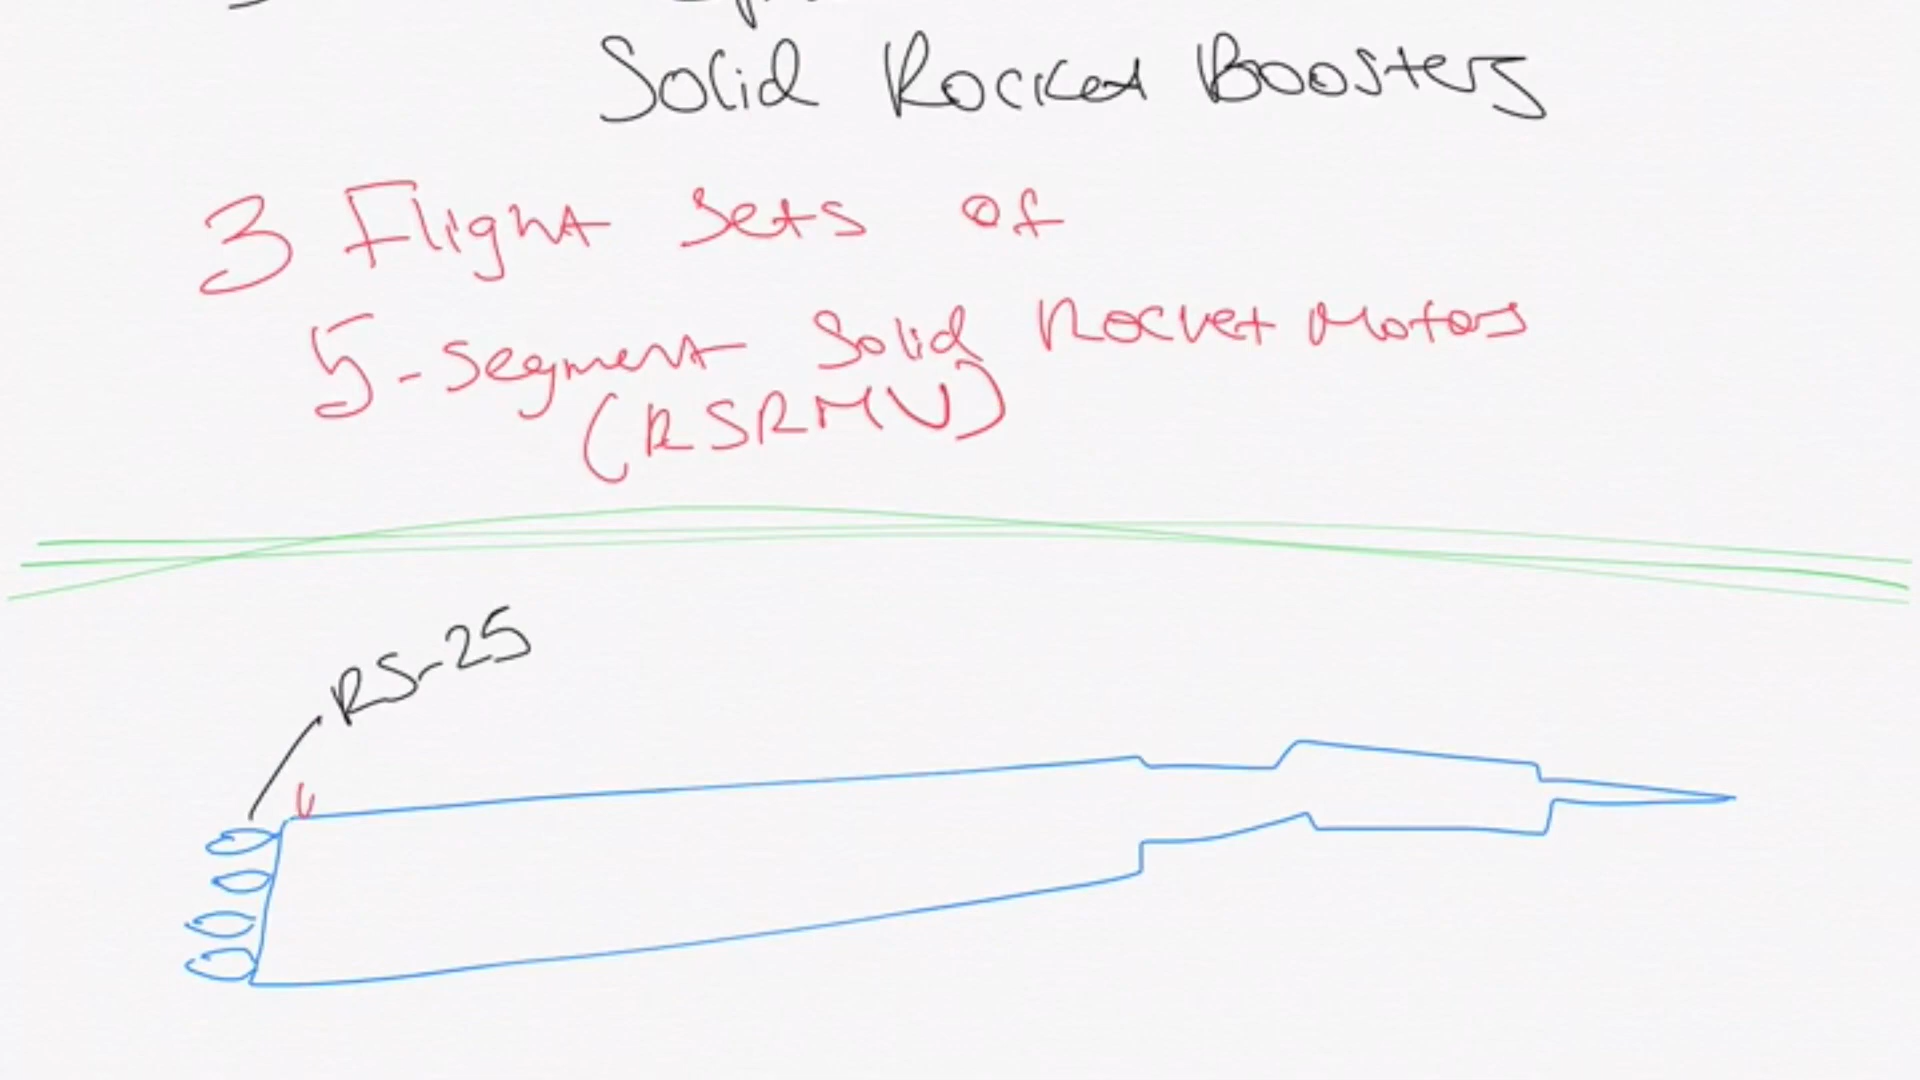 Solid Rocket Boosters
3 Flight Sets of
5-segment Solid Rocket Motors
(RSRMV)
RS-25